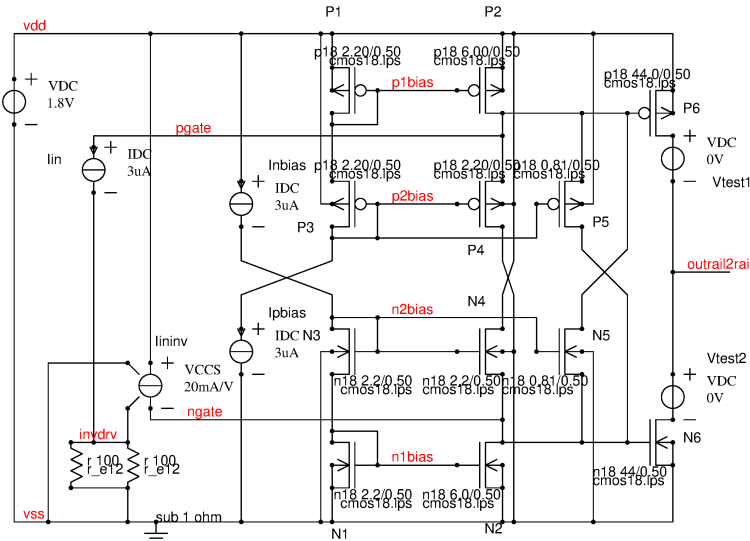 P1
P2
vdd
p18 2.20/0.50
cmos18.lps
p18 6.00/0.50
cmos18.lps
p18 44.0/0.50
cmos18.lps
VDC
1.8V
p1bias
P6
pgate
VDC
0V
Iin
IDC
3uA
Inbias
IDC
3uA
p18 2.20/0.50
cmos18.lps
p18 2.20/0.50
cmos18.lps
p18 0.81/0.50
cmos18.lps
Vtest1
p2bias
P3
P4
P5
outrail2rai
Ipbias
IDC
3uA
n2bias
N3
N4
N5
Iininv
VCCS
20mA/V
n18 2.2/0.50
cmos18.lps
n18 2.2/0.50
cmos18.lps
n18 0.81/0.50
cmos18.lps
Vtest2
VDC
0V
ngate
invdrv
r 100
r_e12
r 100
r_e12
n1bias
N6
n18 44/0.50
cmos18.lps
n18 2.2/0.50
cmos18.lps
n18 6.0/0.50
cmos18.lps
vss
sub 1 ohm
N1
N2